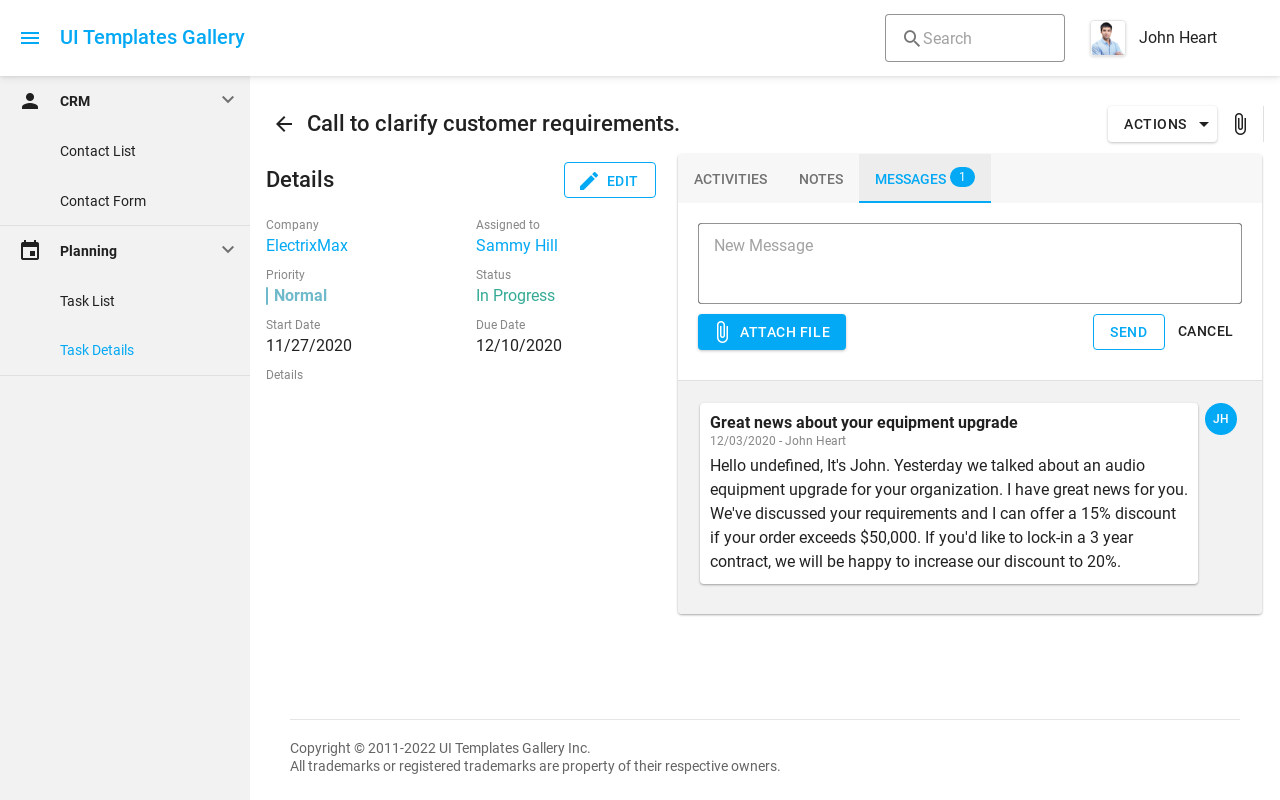 UI Templates Gallery
Search
John Heart
CRM
Contact List
Contact Form
Planning
Task List
Task Details
Call to clarify customer requirements.
ACTIONS
Details
EDIT
Company
Assigned to
ElectrixMax
Sammy Hill
Priority
Status
Normal
In Progress
Start Date
Due Date
11/27/2020
12/10/2020
Details
ACTIVITIES
NOTES
MESSAGES 1
New Message
ATTACH FILE
SEND
CANCEL
JH
Great news about your equipment upgrade
12/03/2020 - John Heart
Hello undefined, It's John. Yesterday we talked about an audio
equipment upgrade for your organization. I have great news for you.
We've discussed your requirements and I can offer a 15% discount
if your order exceeds $50,000. If you'd like to lock-in a 3 year
contract, we will be happy to increase our discount to 20%.
Copyright © 2011-2022 UI Templates Gallery Inc.
All trademarks or registered trademarks are property of their respective owners.